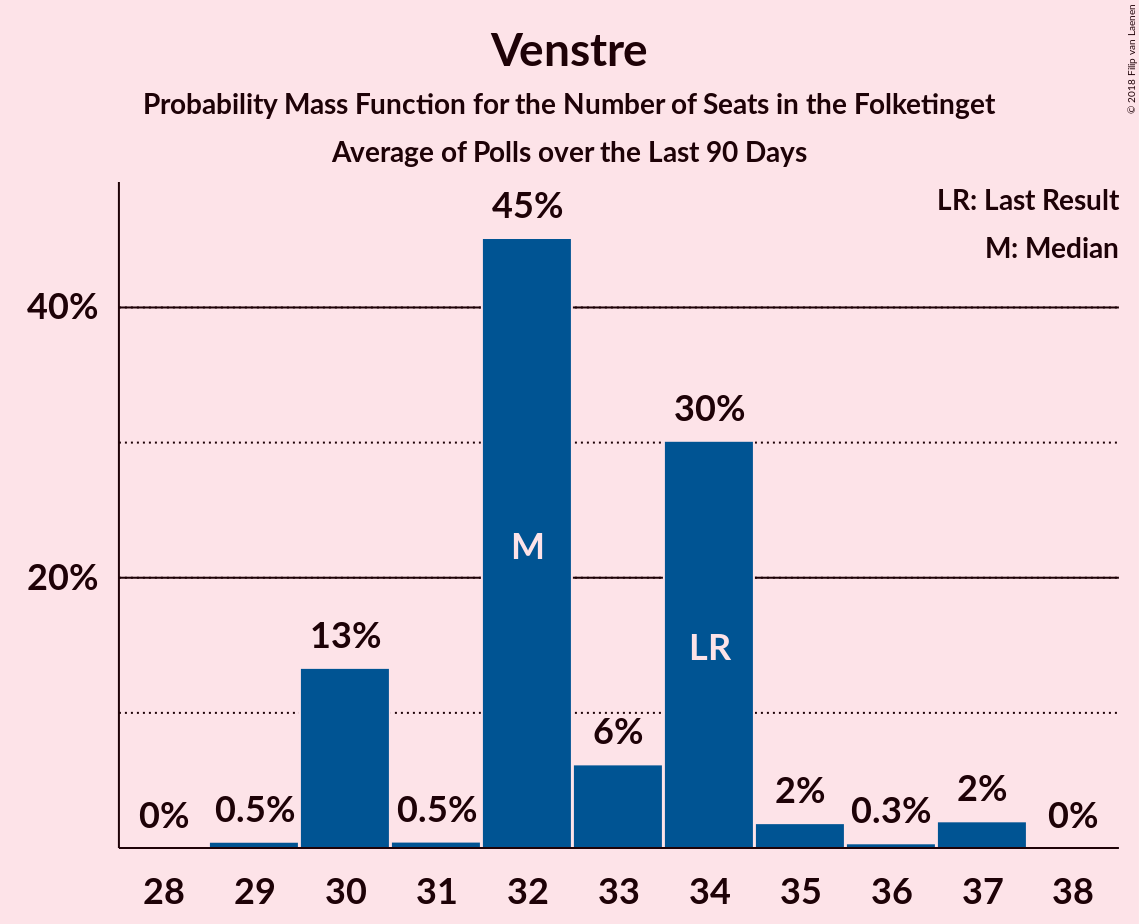 Venstre
Probability Mass Function for the Number of Seats in the Folketinget
Average of Polls over the Last 90 Days
© 2018 Filip van Laenen
LR: Last Result
M: Median
40%
20%
0%
0.5%
13%
0.5%
45%
6%
30%
2%
0.3%
2%
0%
M
LR
28 29 30 31 32 33 34 35 36 37 38